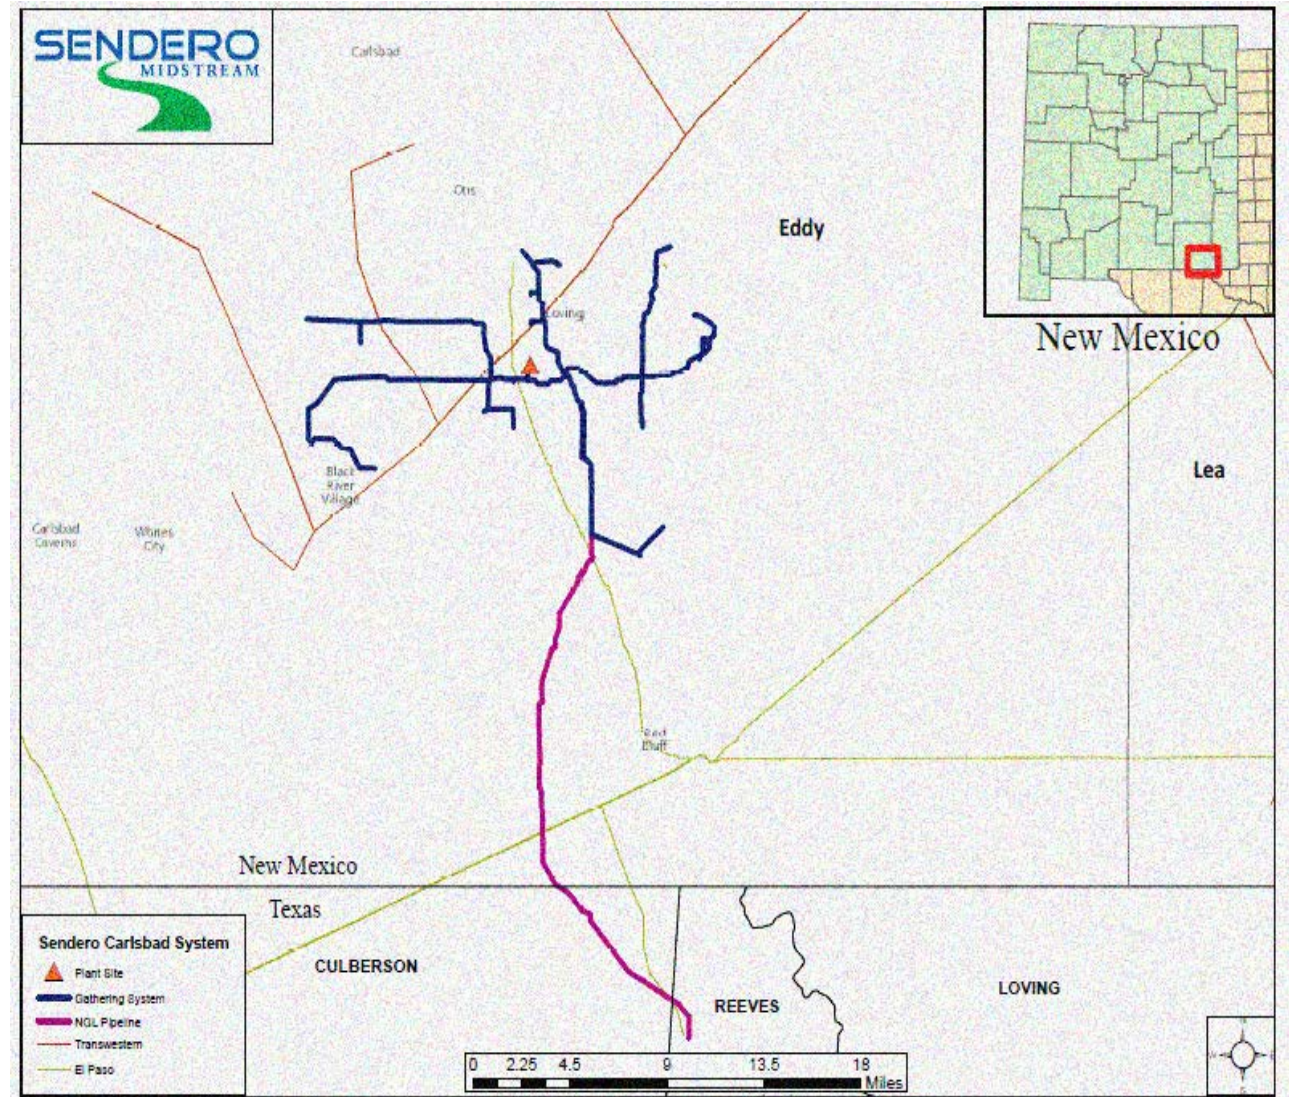 SENDERO
MIDSTREAM
Carlsbad
Otis
Eddy
Loving
New Mexico
Lea
Black
River
Village
Carlsbad
Caverns
Whites
City
Red
Bluff
New Mexico
Texas
CULBERSON
REEVES
LOVING
Sendero Carlsbad System
Plant Site
Gathering System
NGL Pipeline
Transwestern
El Paso
0 2.25 4.5 9 13.5 18
Miles